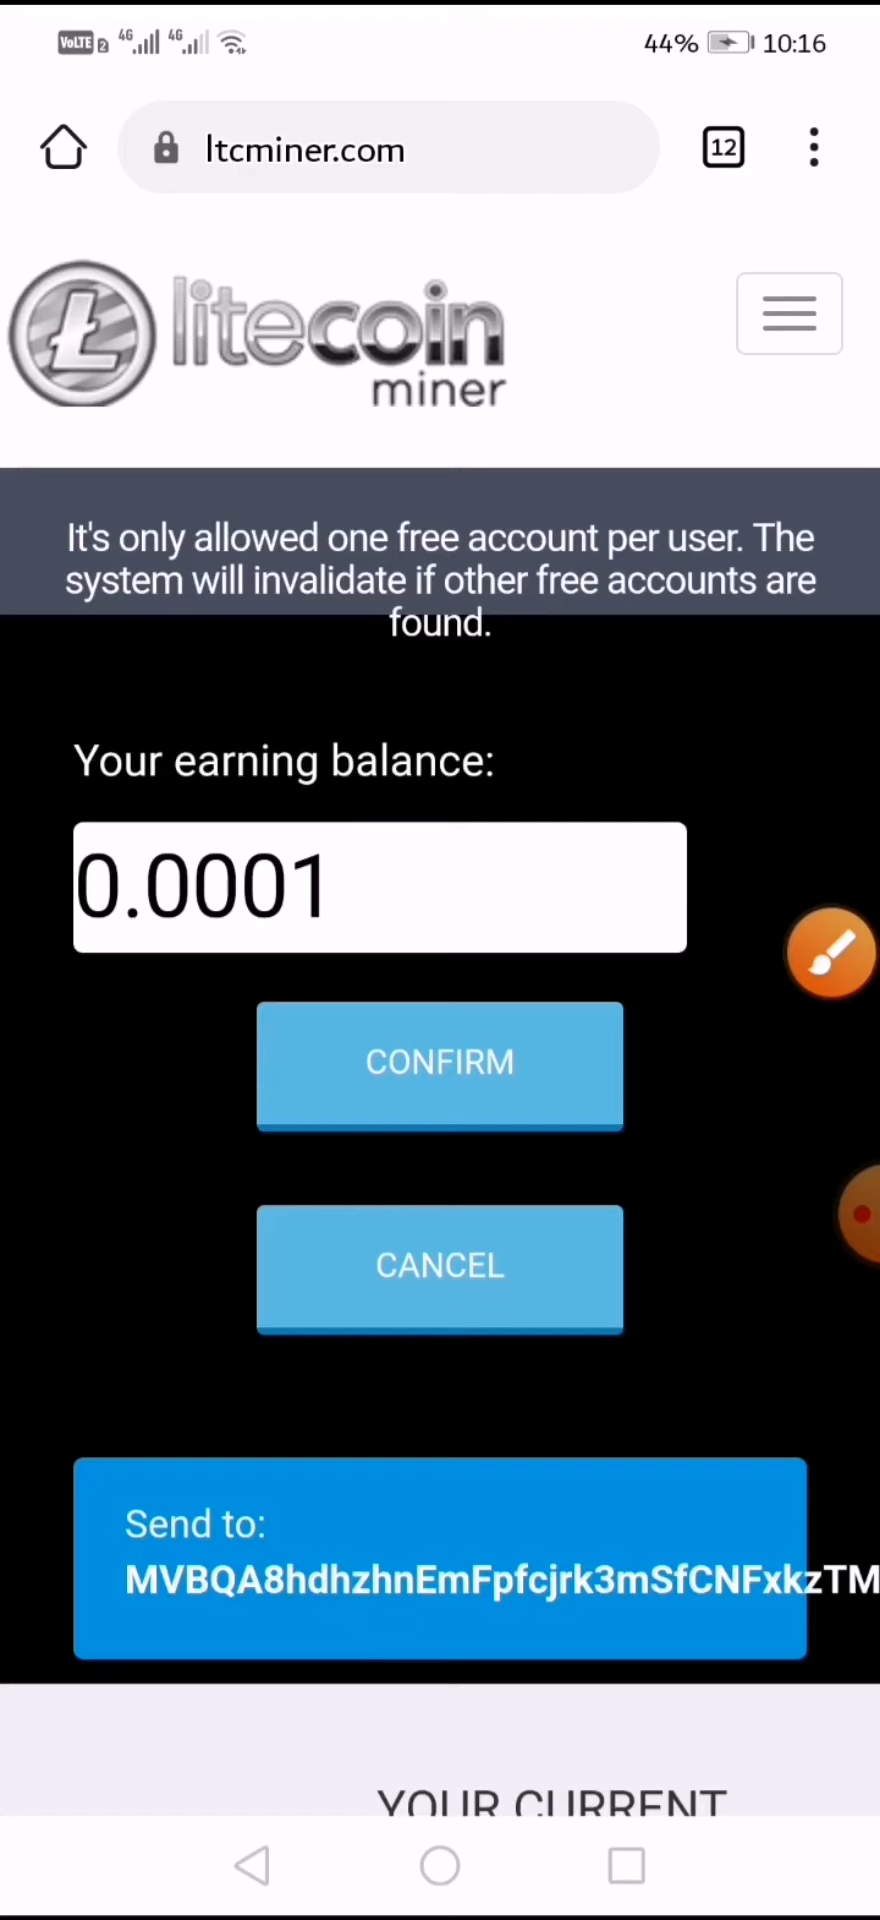 VoLTE 2 4G 4G 44% 10:16
ltcminer.com 12
litecoin
miner
It's only allowed one free account per user. The
system will invalidate if other free accounts are
found.
Your earning balance:
0.0001
CONFIRM
CANCEL
Send to:
MVBQA8hdhzhnEmFpfcjrk3mSfCNFxkzTM
YOUR CURRENT